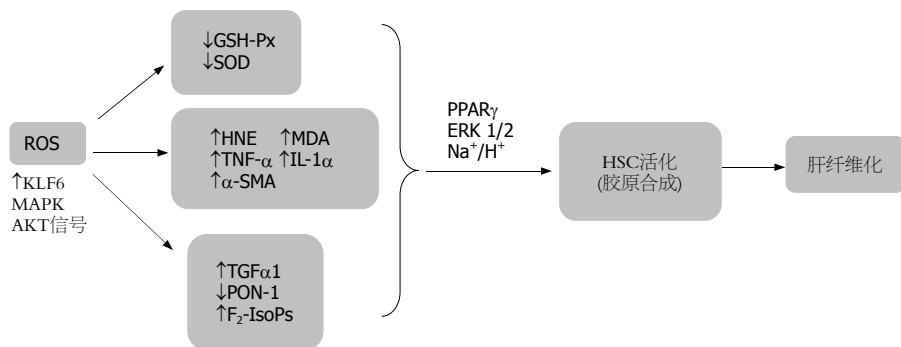 ↓GSH-Px
↓SOD
ROS
↑KLF6
MAPK
AKT信号
↑HNE ↑MDA
↑TNF-α ↑IL-1α
↑α-SMA
↑TGFα1
↓PON-1
↑F₂-IsoPs
PPARγ
ERK 1/2
Na⁺/H⁺
HSC活化
(胶原合成)
肝纤维化